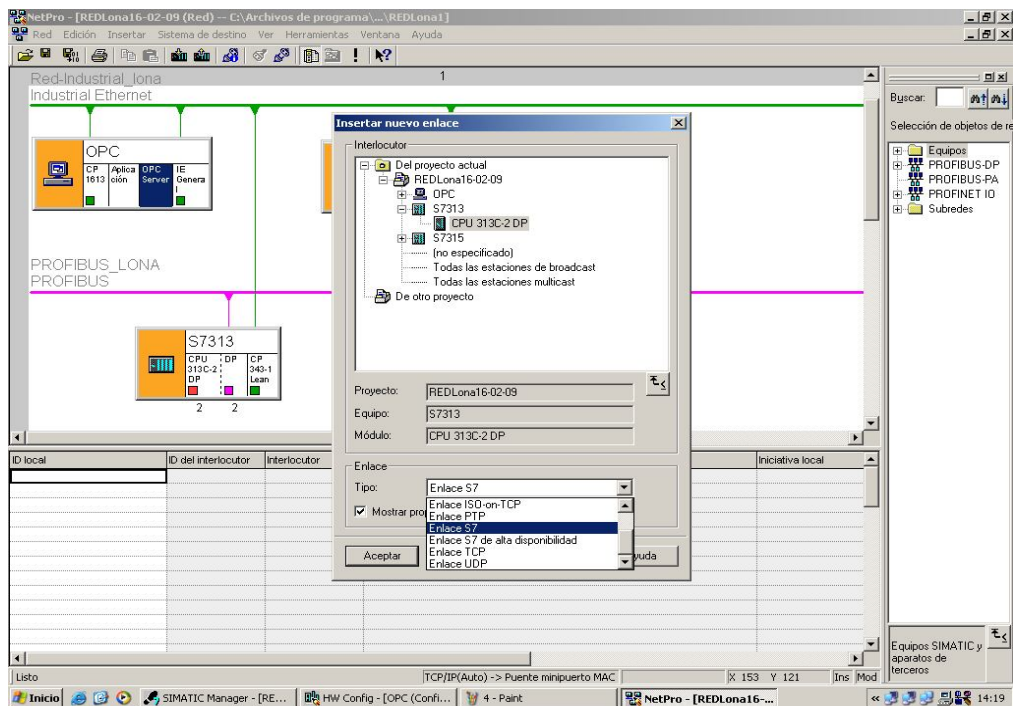 NetPro - [REDLona16-02-09 (Red) -- C:\Archivos de programa\...\REDLona1]
Red Edición Insertar Sistema de destino Ver Herramientas Ventana Ayuda
Red-Industrial_lona
Industrial Ethernet
1
OPC
CP 1613
Aplica ción
OPC Server
IE Genera l
PROFIBUS_LONA
PROFIBUS
S7313
CPU 313C-2 DP
DP
CP 343-1 Lean
2 2
Insertar nuevo enlace
Interlocutor
Del proyecto actual
REDLona16-02-09
OPC
S7313
CPU 313C-2 DP
S7315
(no especificado)
Todas las estaciones de broadcast
Todas las estaciones multicast
De otro proyecto
Proyecto: REDLona16-02-09
Equipo: S7313
Módulo: CPU 313C-2 DP
Enlace
Tipo: Enlace S7
Mostrar pro
Enlace ISO-on-TCP
Enlace PTP
Enlace S7
Enlace S7 de alta disponibilidad
Enlace TCP
Enlace UDP
Aceptar
yuda
Buscar:
Selección de objetos de re
Equipos
PROFIBUS-DP
PROFIBUS-PA
PROFINET IO
Subredes
Equipos SIMATIC y
aparatos de
terceros
ID local ID del interlocutor Interlocutor Iniciativa local
Listo TCP/IP(Auto) -> Puente minipuerto MAC X 153 Y 121 Ins Mod
Inicio SIMATIC Manager - [RE... HW Config - [OPC (Confi... 4 - Paint NetPro - [REDLona16-... « 14:19